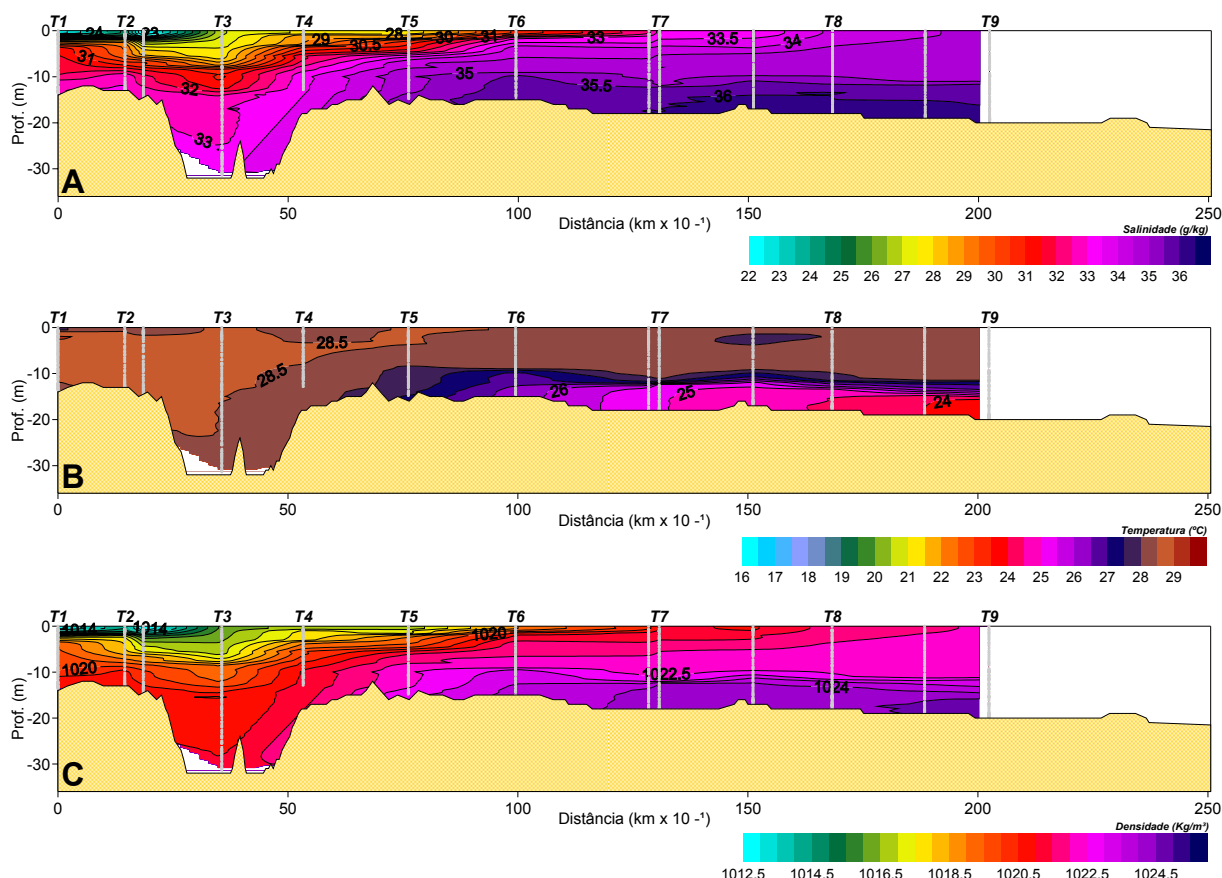 T1 T2 T3 T4 T5 T6 T7 T8 T9
0
-10
-20
-30
Prof. (m)
24 23 28 29 30 30.5 31 33 33.5 34
31 32 33 35 35.5 36
A
0 50 100 150 200 250
Distância (km x 10 -¹)
Salinidade (g/kg)
22 23 24 25 26 27 28 29 30 31 32 33 34 35 36
T1 T2 T3 T4 T5 T6 T7 T8 T9
0
-10
-20
-30
Prof. (m)
28.5 28.5 26 25 24
B
0 50 100 150 200 250
Distância (km x 10 -¹)
Temperatura (ºC)
16 17 18 19 20 21 22 23 24 25 26 27 28 29
T1 T2 T3 T4 T5 T6 T7 T8 T9
0
-10
-20
-30
Prof. (m)
1014 1014 1020
1020 1022.5 1024
C
0 50 100 150 200 250
Distância (km x 10 -¹)
Densidade (Kg/m³)
1012.5 1014.5 1016.5 1018.5 1020.5 1022.5 1024.5